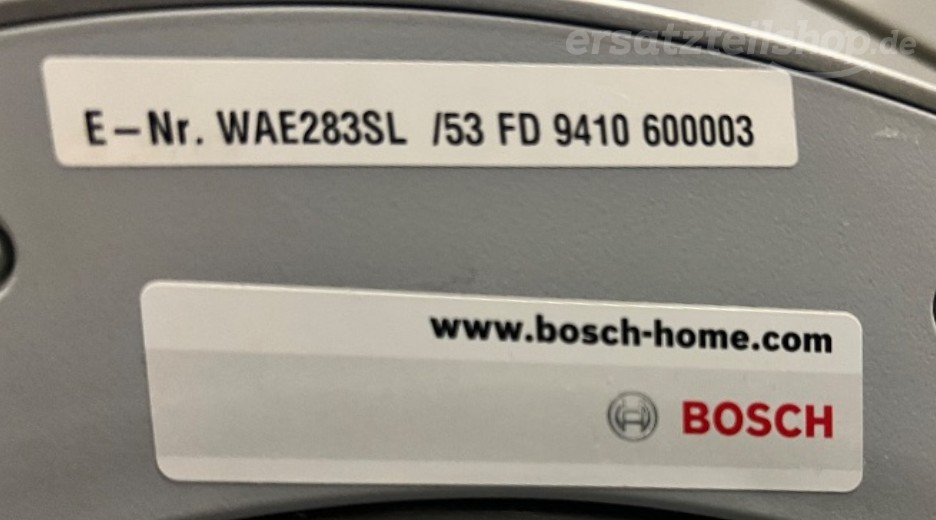 ersatzteilshop.de
E-Nr. WAE283SL /53 FD 9410 600003
www.bosch-home.com
BOSCH